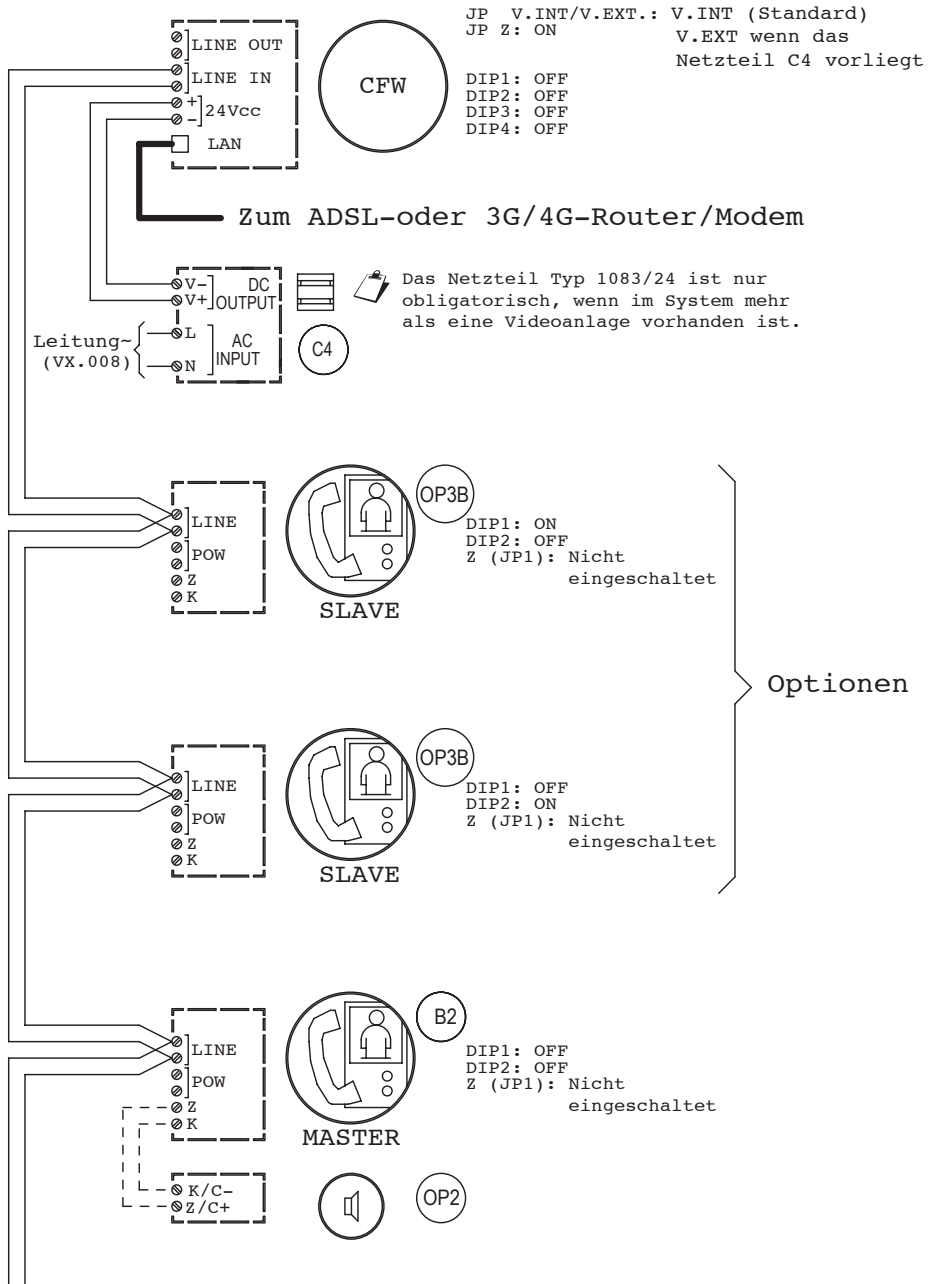 JP  V.INT/V.EXT.: V.INT (Standard)
JP Z: ON
V.EXT wenn das
Netzteil C4 vorliegt
LINE OUT
LINE IN
+
24Vcc
-
LAN
CFW
DIP1: OFF
DIP2: OFF
DIP3: OFF
DIP4: OFF
Zum ADSL-oder 3G/4G-Router/Modem
V-
V+
DC
OUTPUT
L
N
AC
INPUT
Leitung~
(VX.008)
C4
Das Netzteil Typ 1083/24 ist nur
obligatorisch, wenn im System mehr
als eine Videoanlage vorhanden ist.
LINE
POW
Z
K
SLAVE
OP3B
DIP1: ON
DIP2: OFF
Z (JP1): Nicht
eingeschaltet
Optionen
LINE
POW
Z
K
SLAVE
OP3B
DIP1: OFF
DIP2: ON
Z (JP1): Nicht
eingeschaltet
LINE
POW
Z
K
MASTER
B2
DIP1: OFF
DIP2: OFF
Z (JP1): Nicht
eingeschaltet
K/C-
Z/C+
OP2